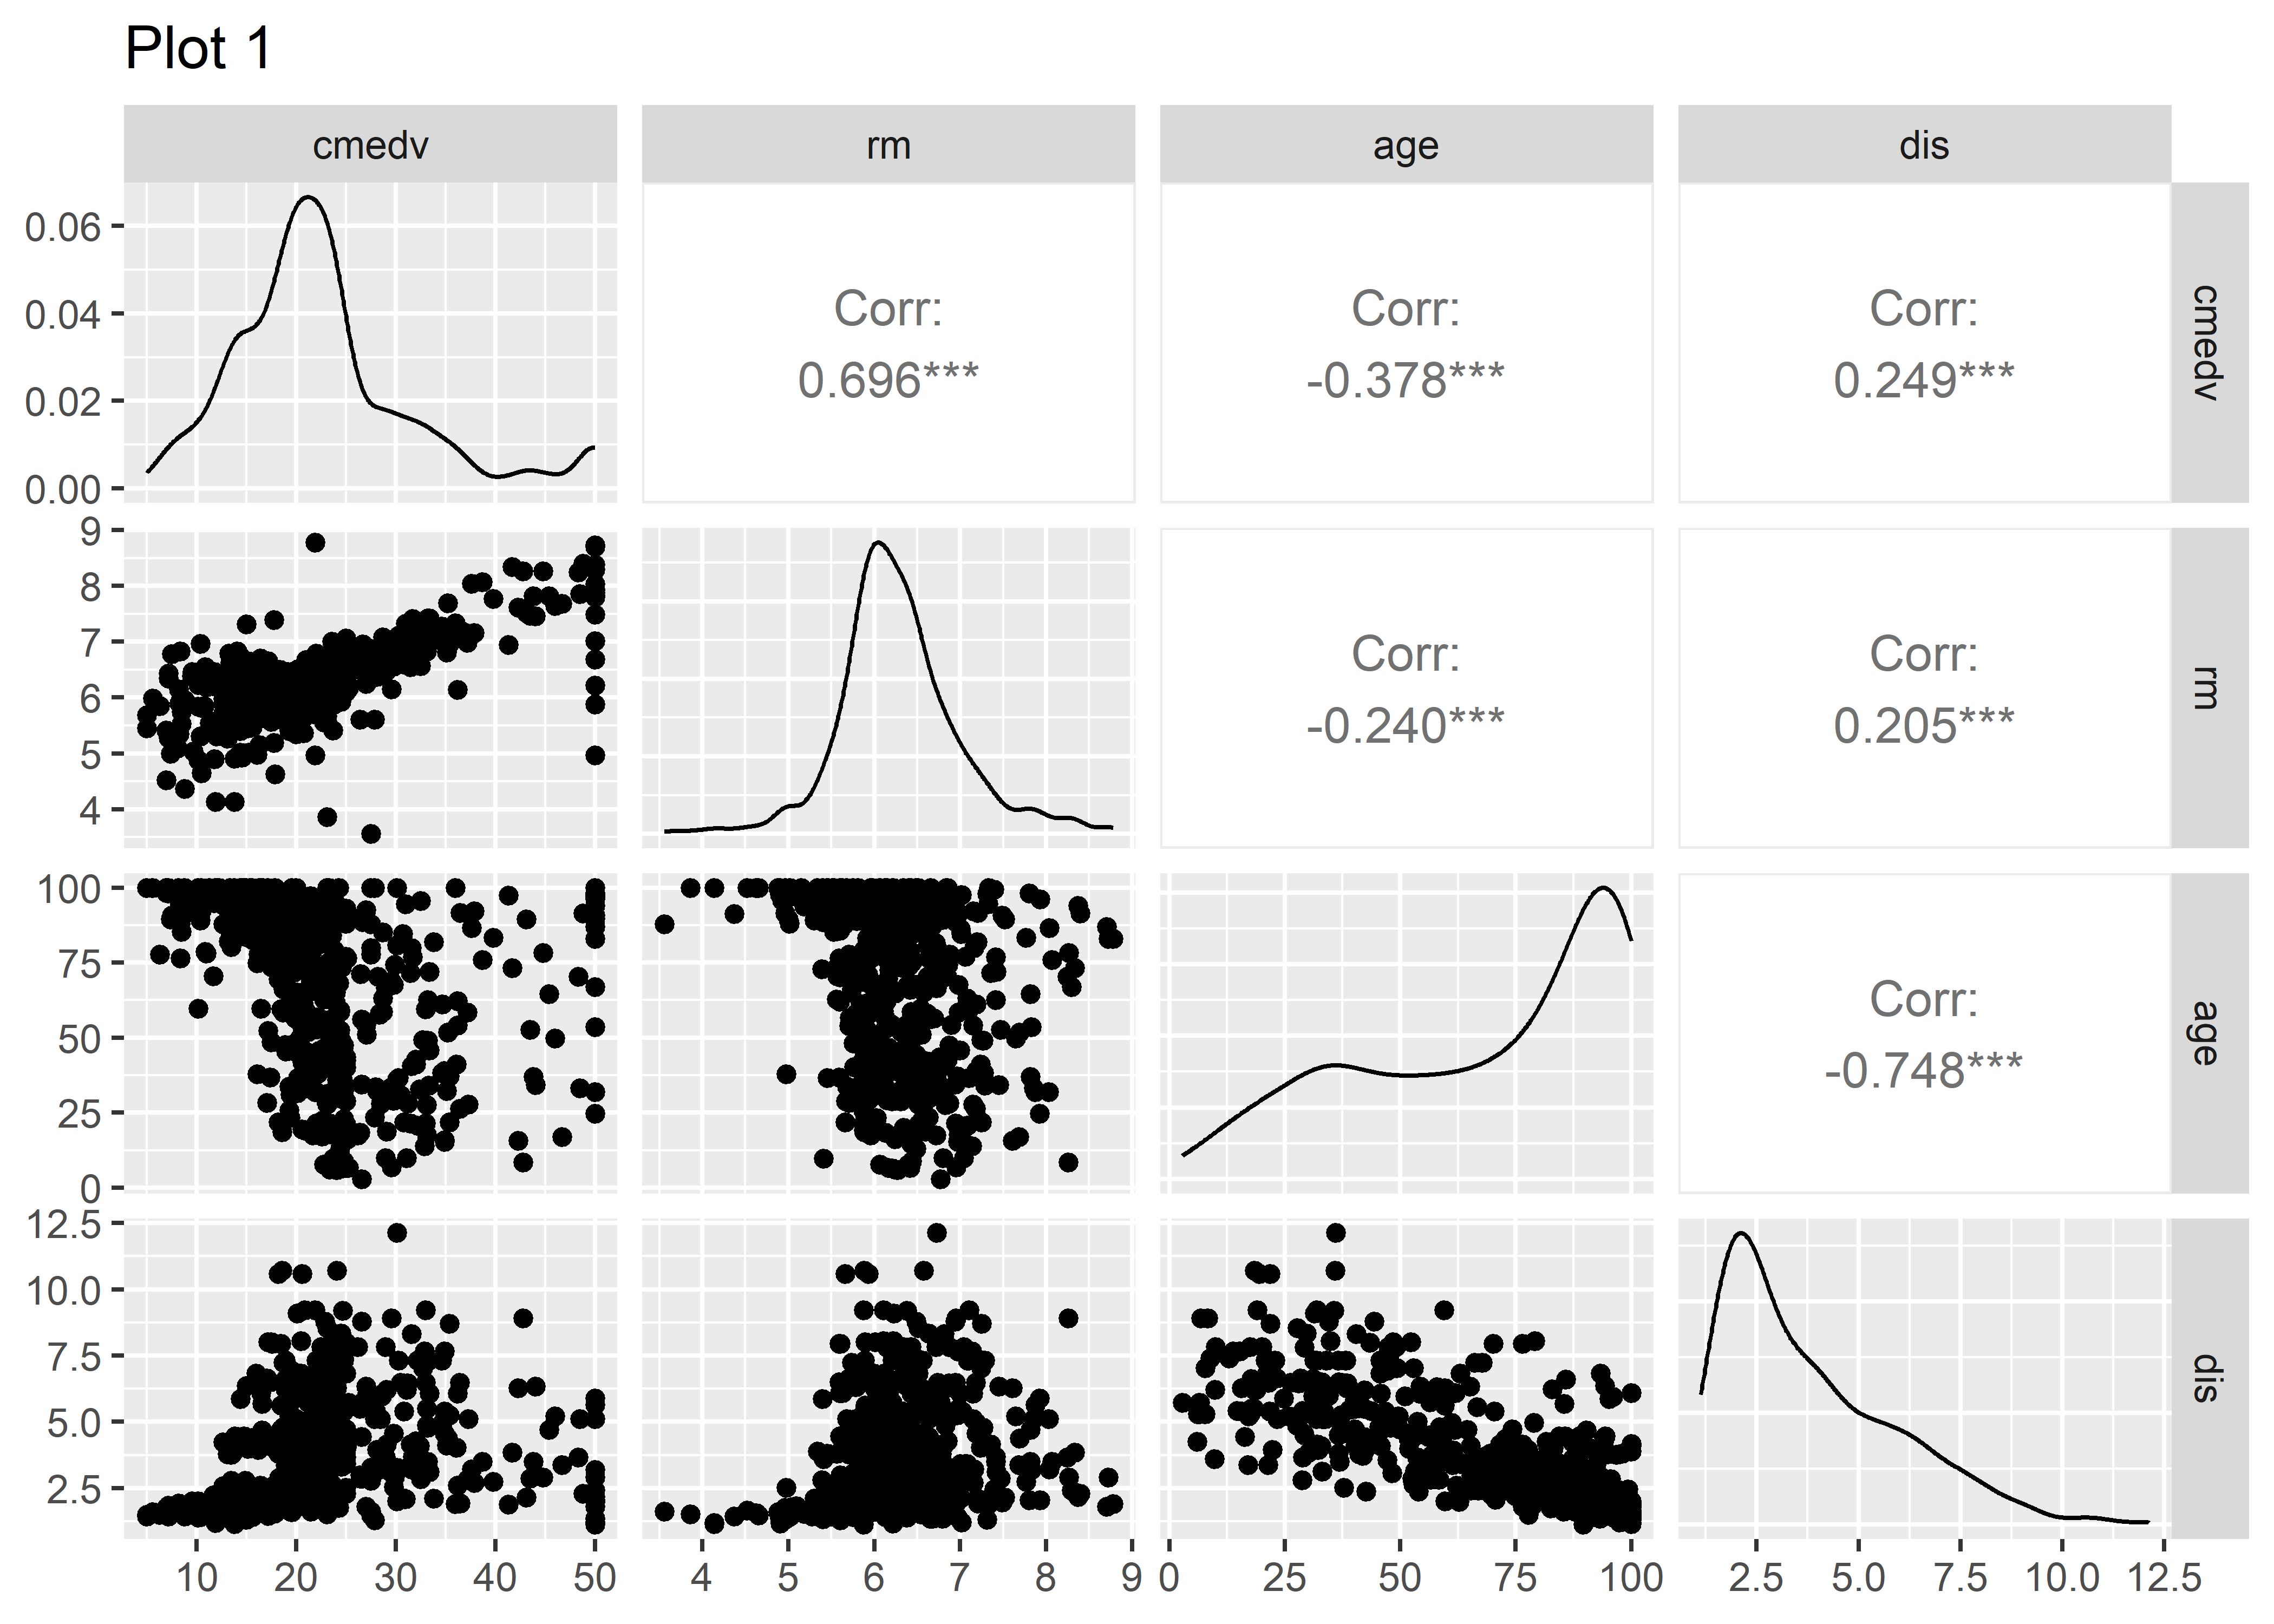 Plot 1
cmedv rm age dis
0.06
0.04
0.02
0.00
Corr:
0.696***
Corr:
-0.378***
Corr:
0.249***
cmedv
9
8
7
6
5
4
Corr:
-0.240***
Corr:
0.205***
rm
100
75
50
25
0
Corr:
-0.748***
age
12.5
10.0
7.5
5.0
2.5
dis
10 20 30 40 50 4 5 6 7 8 9 0 25 50 75 100 2.5 5.0 7.5 10.0 12.5